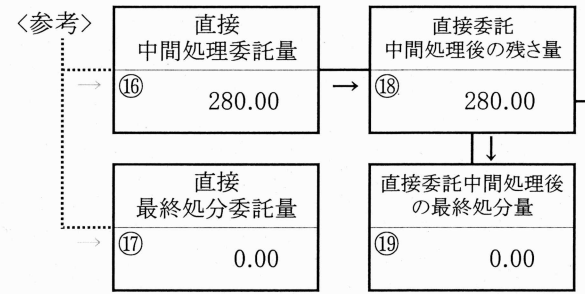 〈参考〉
直接
中間処理委託量
⑯
280.00
→
直接委託
中間処理後の残さ量
⑱
280.00
直接
最終処分委託量
⑰
0.00
直接委託中間処理後
の最終処分量
⑲
0.00